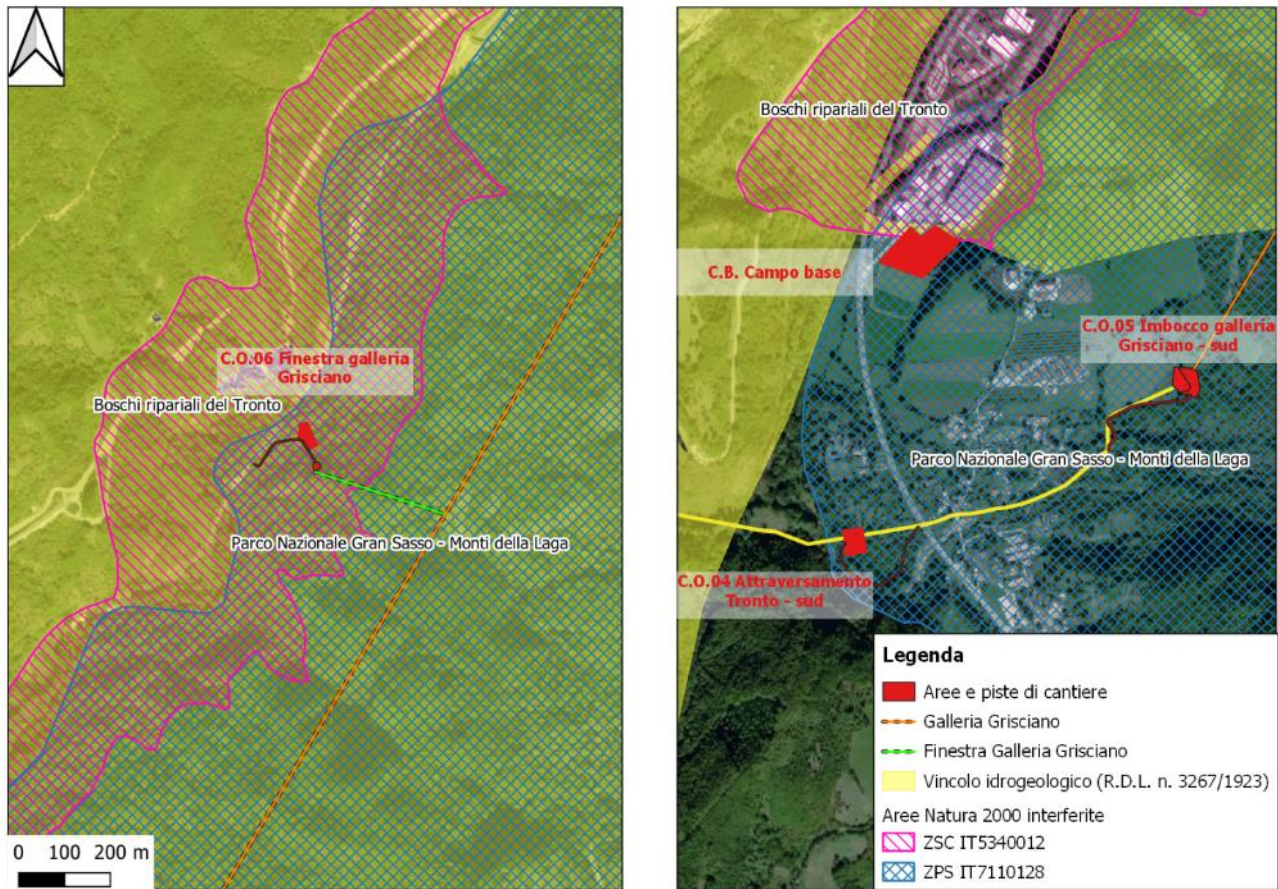 C.O.06 Finestra galleria
Grisciano
Boschi ripariali del Tronto
Parco Nazionale Gran Sasso - Monti della Laga
0 100 200 m
Boschi ripariali del Tronto
C.B. Campo base
C.O.05 Imbocco galleria
Grisciano - sud
Parco Nazionale Gran Sasso - Monti della Laga
C.O.04 Attraversamento
Tronto - sud
Legenda
Aree e piste di cantiere
Galleria Grisciano
Finestra Galleria Grisciano
Vincolo idrogeologico (R.D.L. n. 3267/1923)
Aree Natura 2000 interferite
ZSC IT5340012
ZPS IT7110128